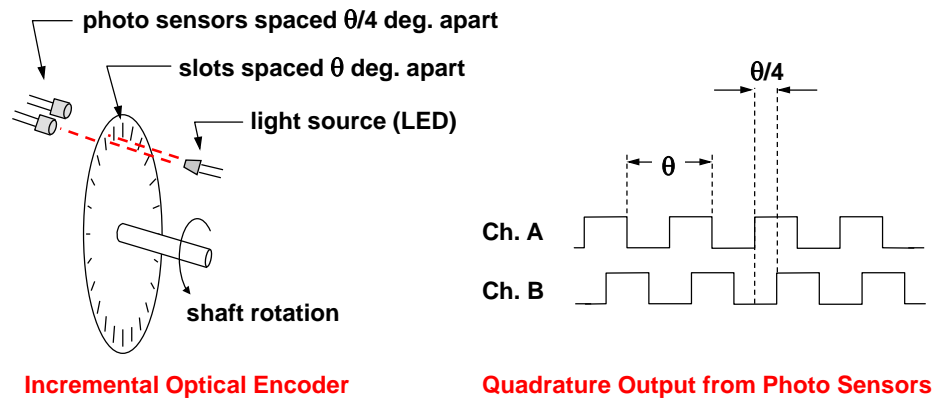 photo sensors spaced θ/4 deg. apart
slots spaced θ deg. apart
light source (LED)
shaft rotation
Incremental Optical Encoder
θ/4
θ
Ch. A
Ch. B
Quadrature Output from Photo Sensors